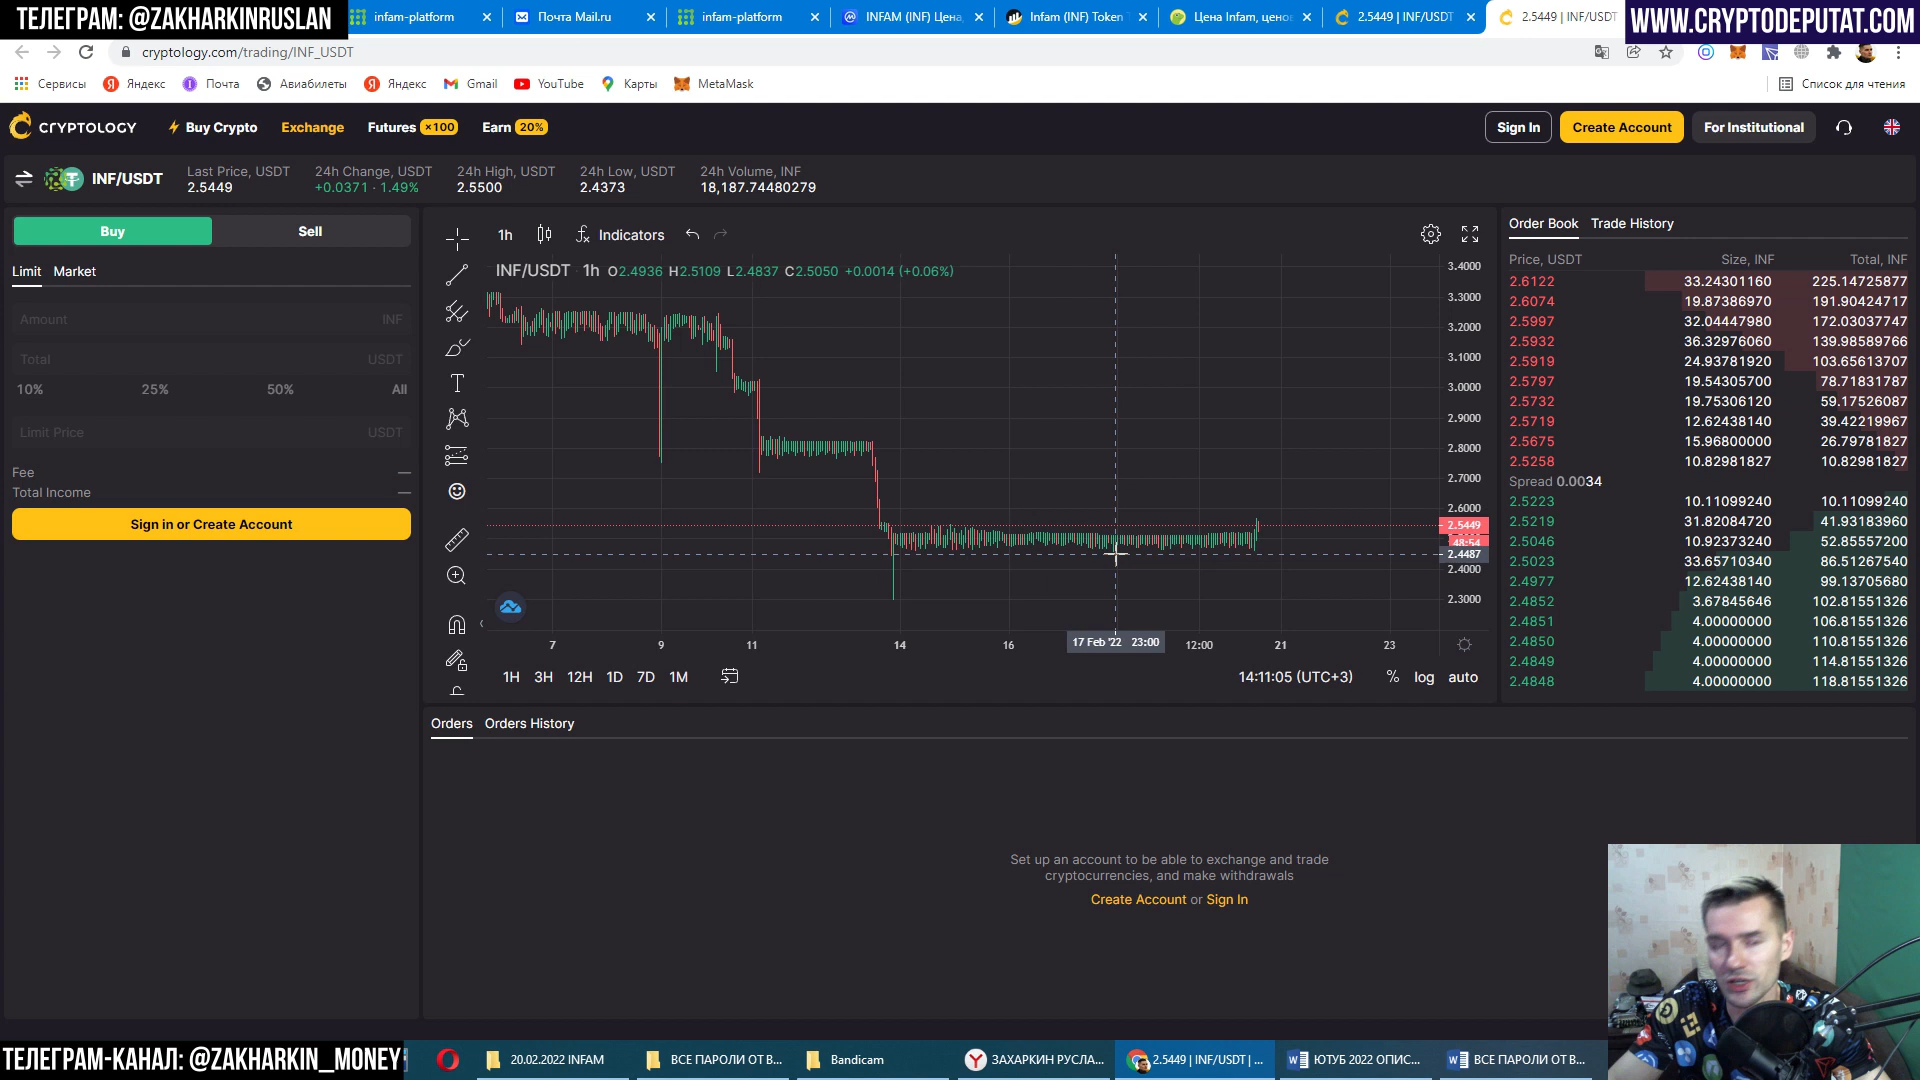 ТЕЛЕГРАМ: @ZAKHARKINRUSLAN
infam-platform
Почта Mail.ru
infam-platform
INFAM (INF) Цена,
Infam (INF) Token
Цена Infam, ценов
2.5449 | INF/USDT
2.5449 | INF/USDT
WWW.CRYPTODEPUTAT.COM
cryptology.com/trading/INF_USDT
Сервисы
Яндекс
Почта
Авиабилеты
Яндекс
Gmail
YouTube
Карты
MetaMask
Список для чтения
CRYPTOLOGY
Buy Crypto
Exchange
Futures ×100
Earn 20%
Sign In
Create Account
For Institutional
INF/USDT
Last Price, USDT
2.5449
24h Change, USDT
+0.0371 · 1.49%
24h High, USDT
2.5500
24h Low, USDT
2.4373
24h Volume, INF
18,187.74480279
Buy
Sell
Limit
Market
Amount INF
Total USDT
10% 25% 50% All
Limit Price USDT
Fee —
Total Income —
Sign in or Create Account
1h
Indicators
INF/USDT · 1h O2.4936 H2.5109 L2.4837 C2.5050 +0.0014 (+0.06%)
3.4000
3.3000
3.2000
3.1000
3.0000
2.9000
2.8000
2.7000
2.6000
2.5449
48:54
2.4487
2.4000
2.3000
7 9 11 14 16 17 Feb '22 23:00 12:00 21 23
1H 3H 12H 1D 7D 1M
14:11:05 (UTC+3) % log auto
Order Book
Trade History
Price, USDT Size, INF Total, INF
2.6122 33.24301160 225.14725877
2.6074 19.87386970 191.90424717
2.5997 32.04447980 172.03037747
2.5932 36.32976060 139.98589766
2.5919 24.93781920 103.65613707
2.5797 19.54305700 78.71831787
2.5732 19.75306120 59.17526087
2.5719 12.62438140 39.42219967
2.5675 15.96800000 26.79781827
2.5258 10.82981827 10.82981827
Spread 0.0034
2.5223 10.11099240 10.11099240
2.5219 31.82084720 41.93183960
2.5046 10.92373240 52.85557200
2.5023 33.65710340 86.51267540
2.4977 12.62438140 99.13705680
2.4852 3.67845646 102.81551326
2.4851 4.00000000 106.81551326
2.4850 4.00000000 110.81551326
2.4849 4.00000000 114.81551326
2.4848 4.00000000 118.81551326
Orders
Orders History
Set up an account to be able to exchange and trade
cryptocurrencies, and make withdrawals
Create Account or Sign In
ТЕЛЕГРАМ-КАНАЛ: @ZAKHARKIN_MONEY
20.02.2022 INFAM
ВСЕ ПАРОЛИ ОТ В...
Bandicam
ЗАХАРКИН РУСЛА...
2.5449 | INF/USDT | ...
ЮТУБ 2022 ОПИС...
ВСЕ ПАРОЛИ ОТ В...